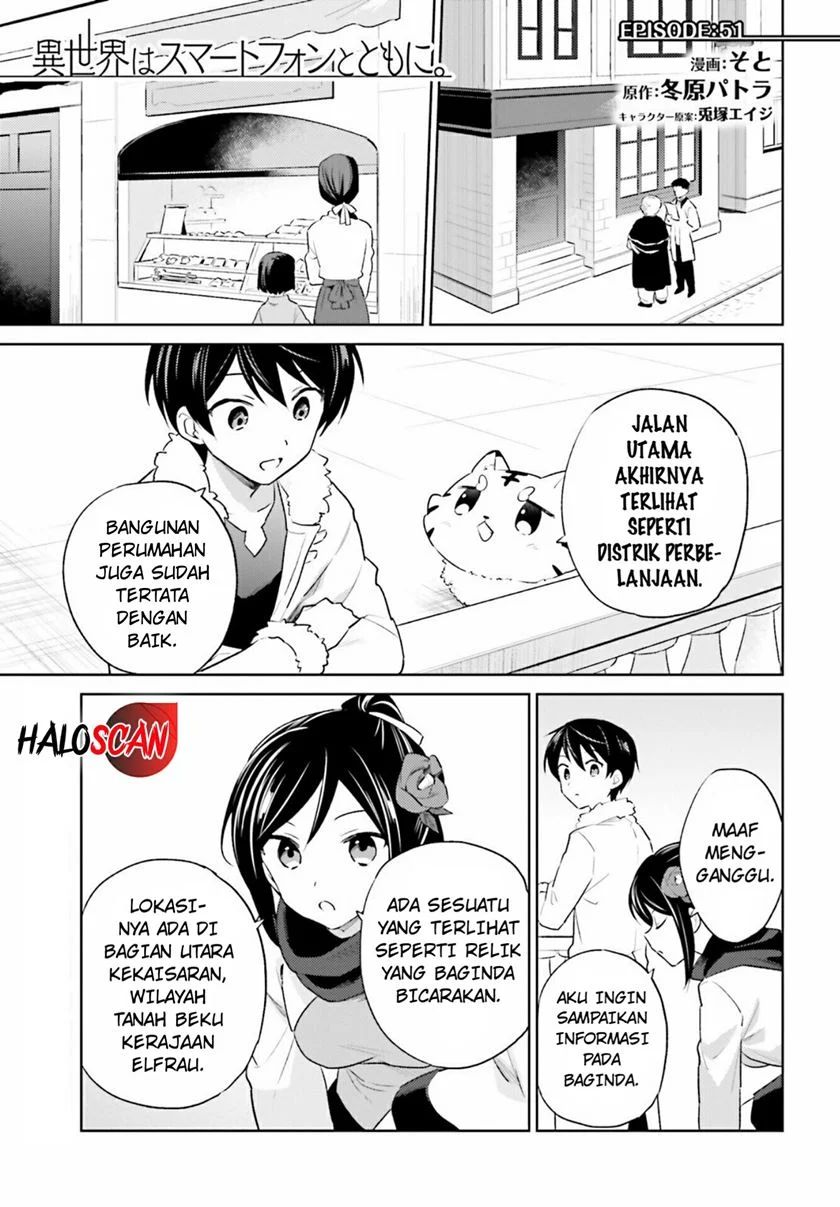 EPISODE:51
異世界はスマートフォンとともに。
漫画:そと
原作:冬原パトラ
キャラクター原案:兎塚エイジ
JALAN
UTAMA
AKHIRNYA
TERLIHAT
SEPERTI
DISTRIK PERBE-
LANJAAN.
BANGUNAN
PERUMAHAN
JUGA SUDAH
TERTATA
DENGAN
BAIK.
MAAF
MENG-
GANGGU.
AKU INGIN
SAMPAIKAN
INFORMASI
PADA
BAGINDA.
HALOSCAN
ADA SESUATU
YANG TERLIHAT
SEPERTI RELIK
YANG BAGINDA
BICARAKAN.
LOKASI-
NYA ADA DI
BAGIAN UTARA
KEKAISARAN,
WILAYAH
TANAH BEKU
KERAJAAN
ELFRAU.